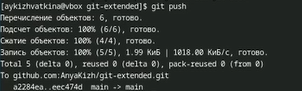 [aykizhvatkina@vbox git-extended]$ git push
Перечисление объектов: 6, готово.
Подсчет объектов: 100% (6/6), готово.
Сжатие объектов: 100% (4/4), готово.
Запись объектов: 100% (5/5), 1.99 КиБ | 1018.00 КиБ/с, готово.
Total 5 (delta 0), reused 0 (delta 0), pack-reused 0 (from 0)
To github.com:AnyaKizh/git-extended.git
a2284ea..eec474d main -> main